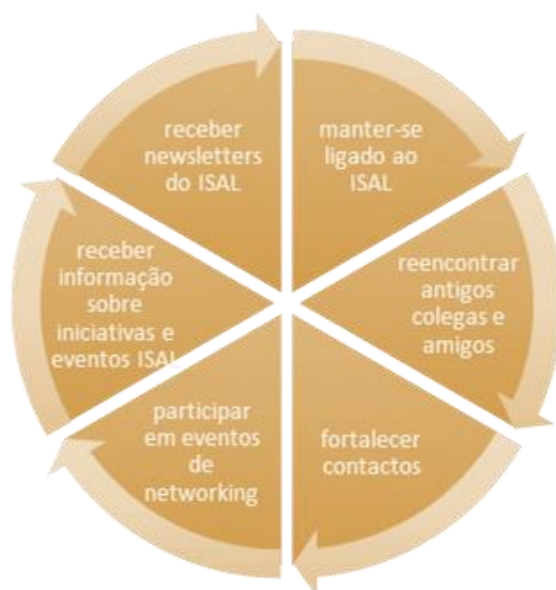 manter-se
ligado ao
ISAL
reencontrar
antigos
colegas e
amigos
fortalecer
contactos
participar
em eventos
de
networking
receber
informação
sobre
iniciativas e
eventos ISAL
receber
newsletters
do ISAL